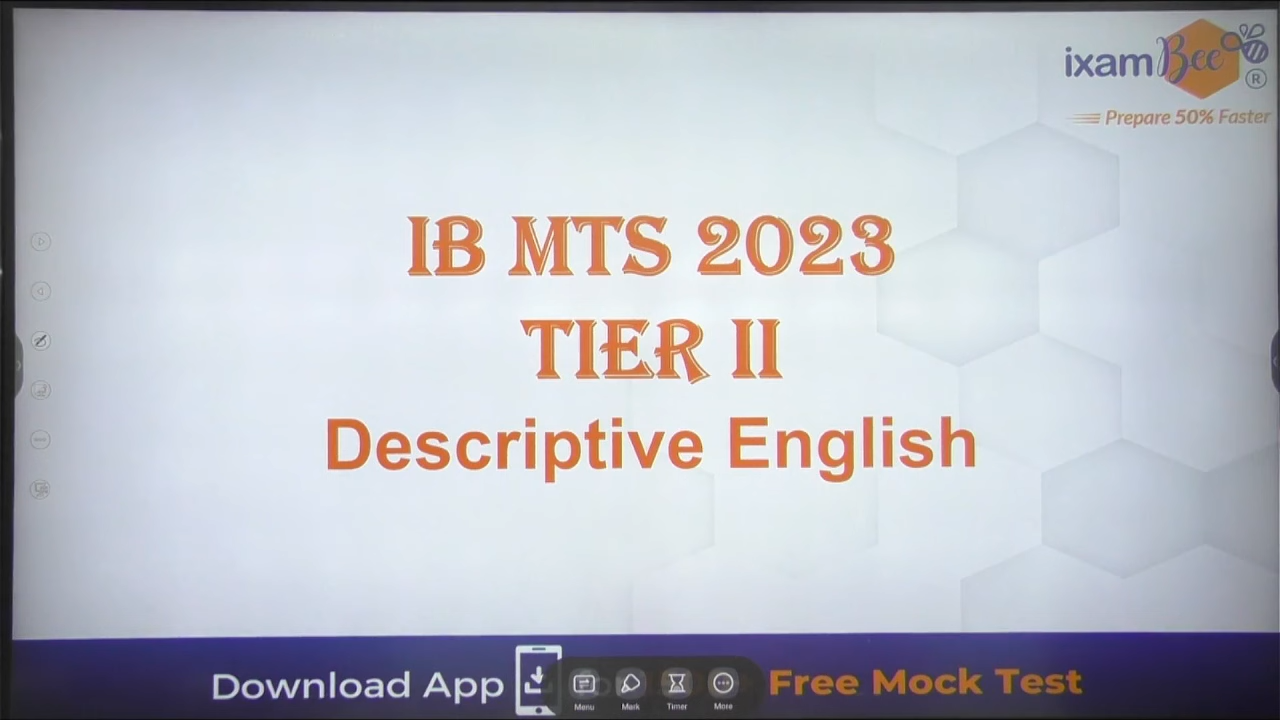 ixamBee
®
Prepare 50% Faster
IB MTS 2023
TIER II
Descriptive English
Download App
Free Mock Test
Menu
Mark
Timer
More